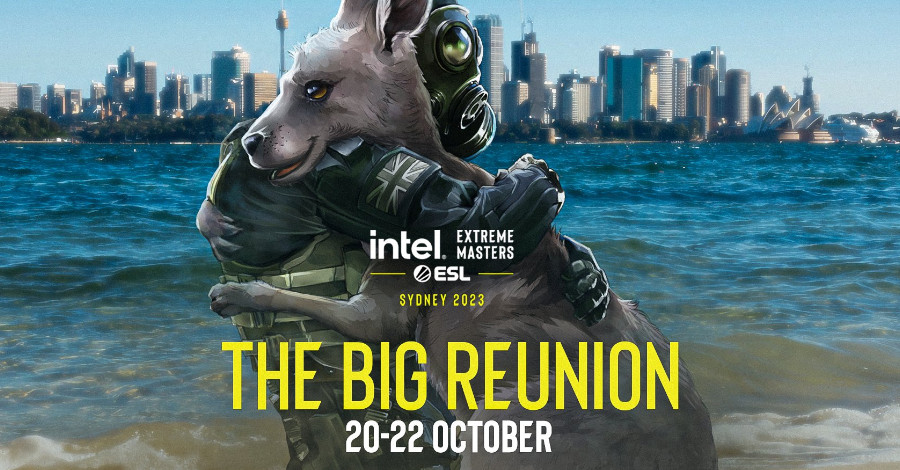 intel. EXTREME
MASTERS
ESL
SYDNEY 2023
THE BIG REUNION
20-22 OCTOBER